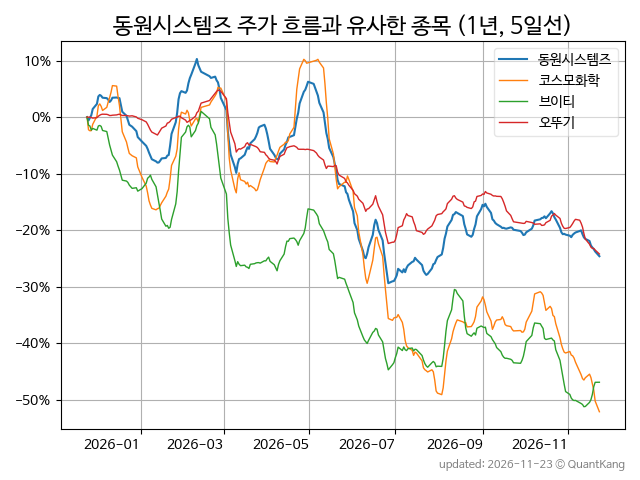 동원시스템즈 주가 흐름과 유사한 종목 (1년, 5일선)
동원시스템즈
코스모화학
브이티
오뚜기
10%
0%
−10%
−20%
−30%
−40%
−50%
2026-01 2026-03 2026-05 2026-07 2026-09 2026-11
updated: 2026-11-23 © QuantKang